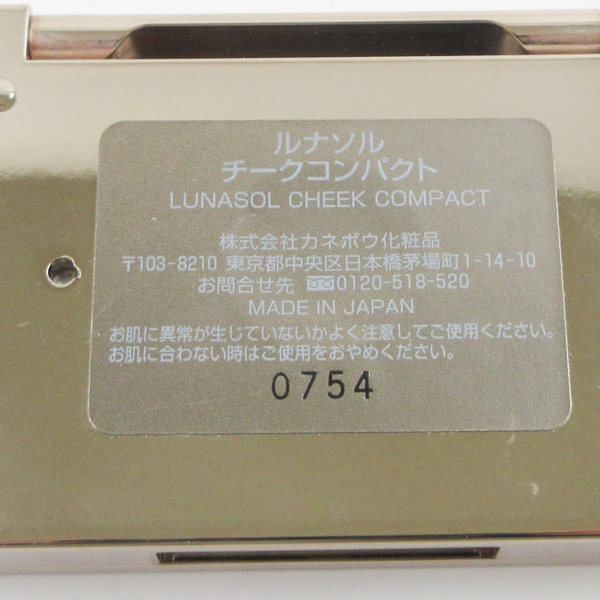 ルナソル
チークコンパクト
LUNASOL CHEEK COMPACT
株式会社カネボウ化粧品
〒103-8210 東京都中央区日本橋茅場町1-14-10
お問合せ先 0120-518-520
MADE IN JAPAN
お肌に異常が生じていないかよく注意してご使用ください。
お肌に合わない時はご使用をおやめください。
0754